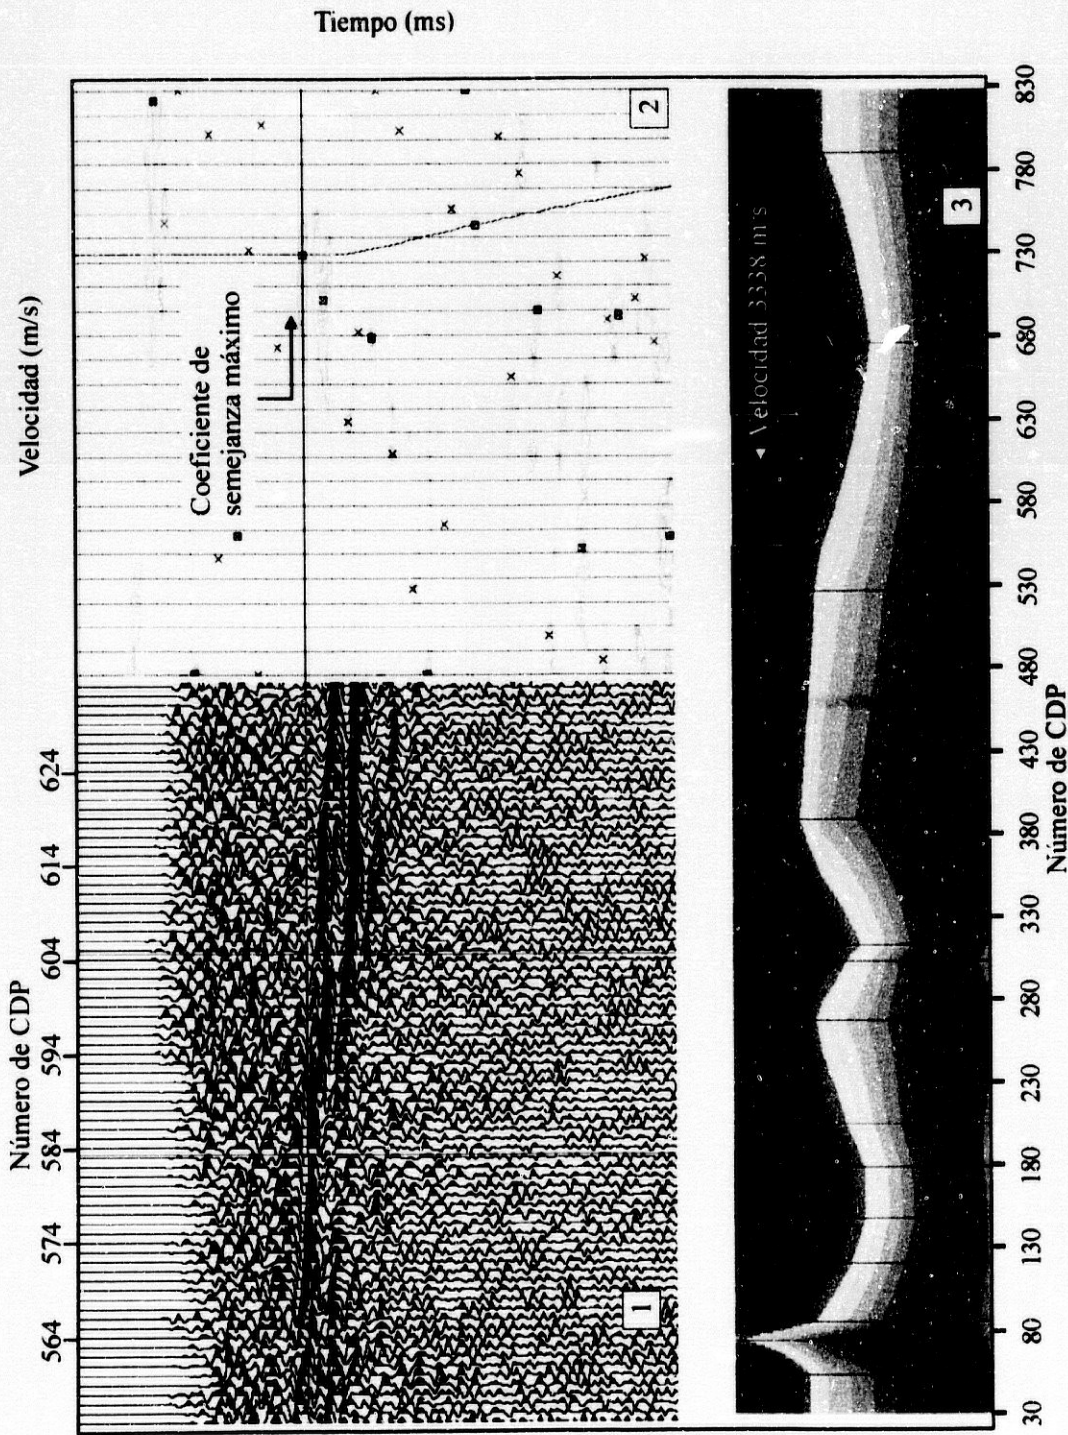 Tiempo (ms)
Número de CDP
Velocidad (m/s)
564 574 584 594 604 614 624
Coeficiente de
semejanza máximo
1
2
Velocidad 3338 m/s
3
30 80 130 180 230 280 330 380 430 480 530 580 630 680 730 780 830
Número de CDP